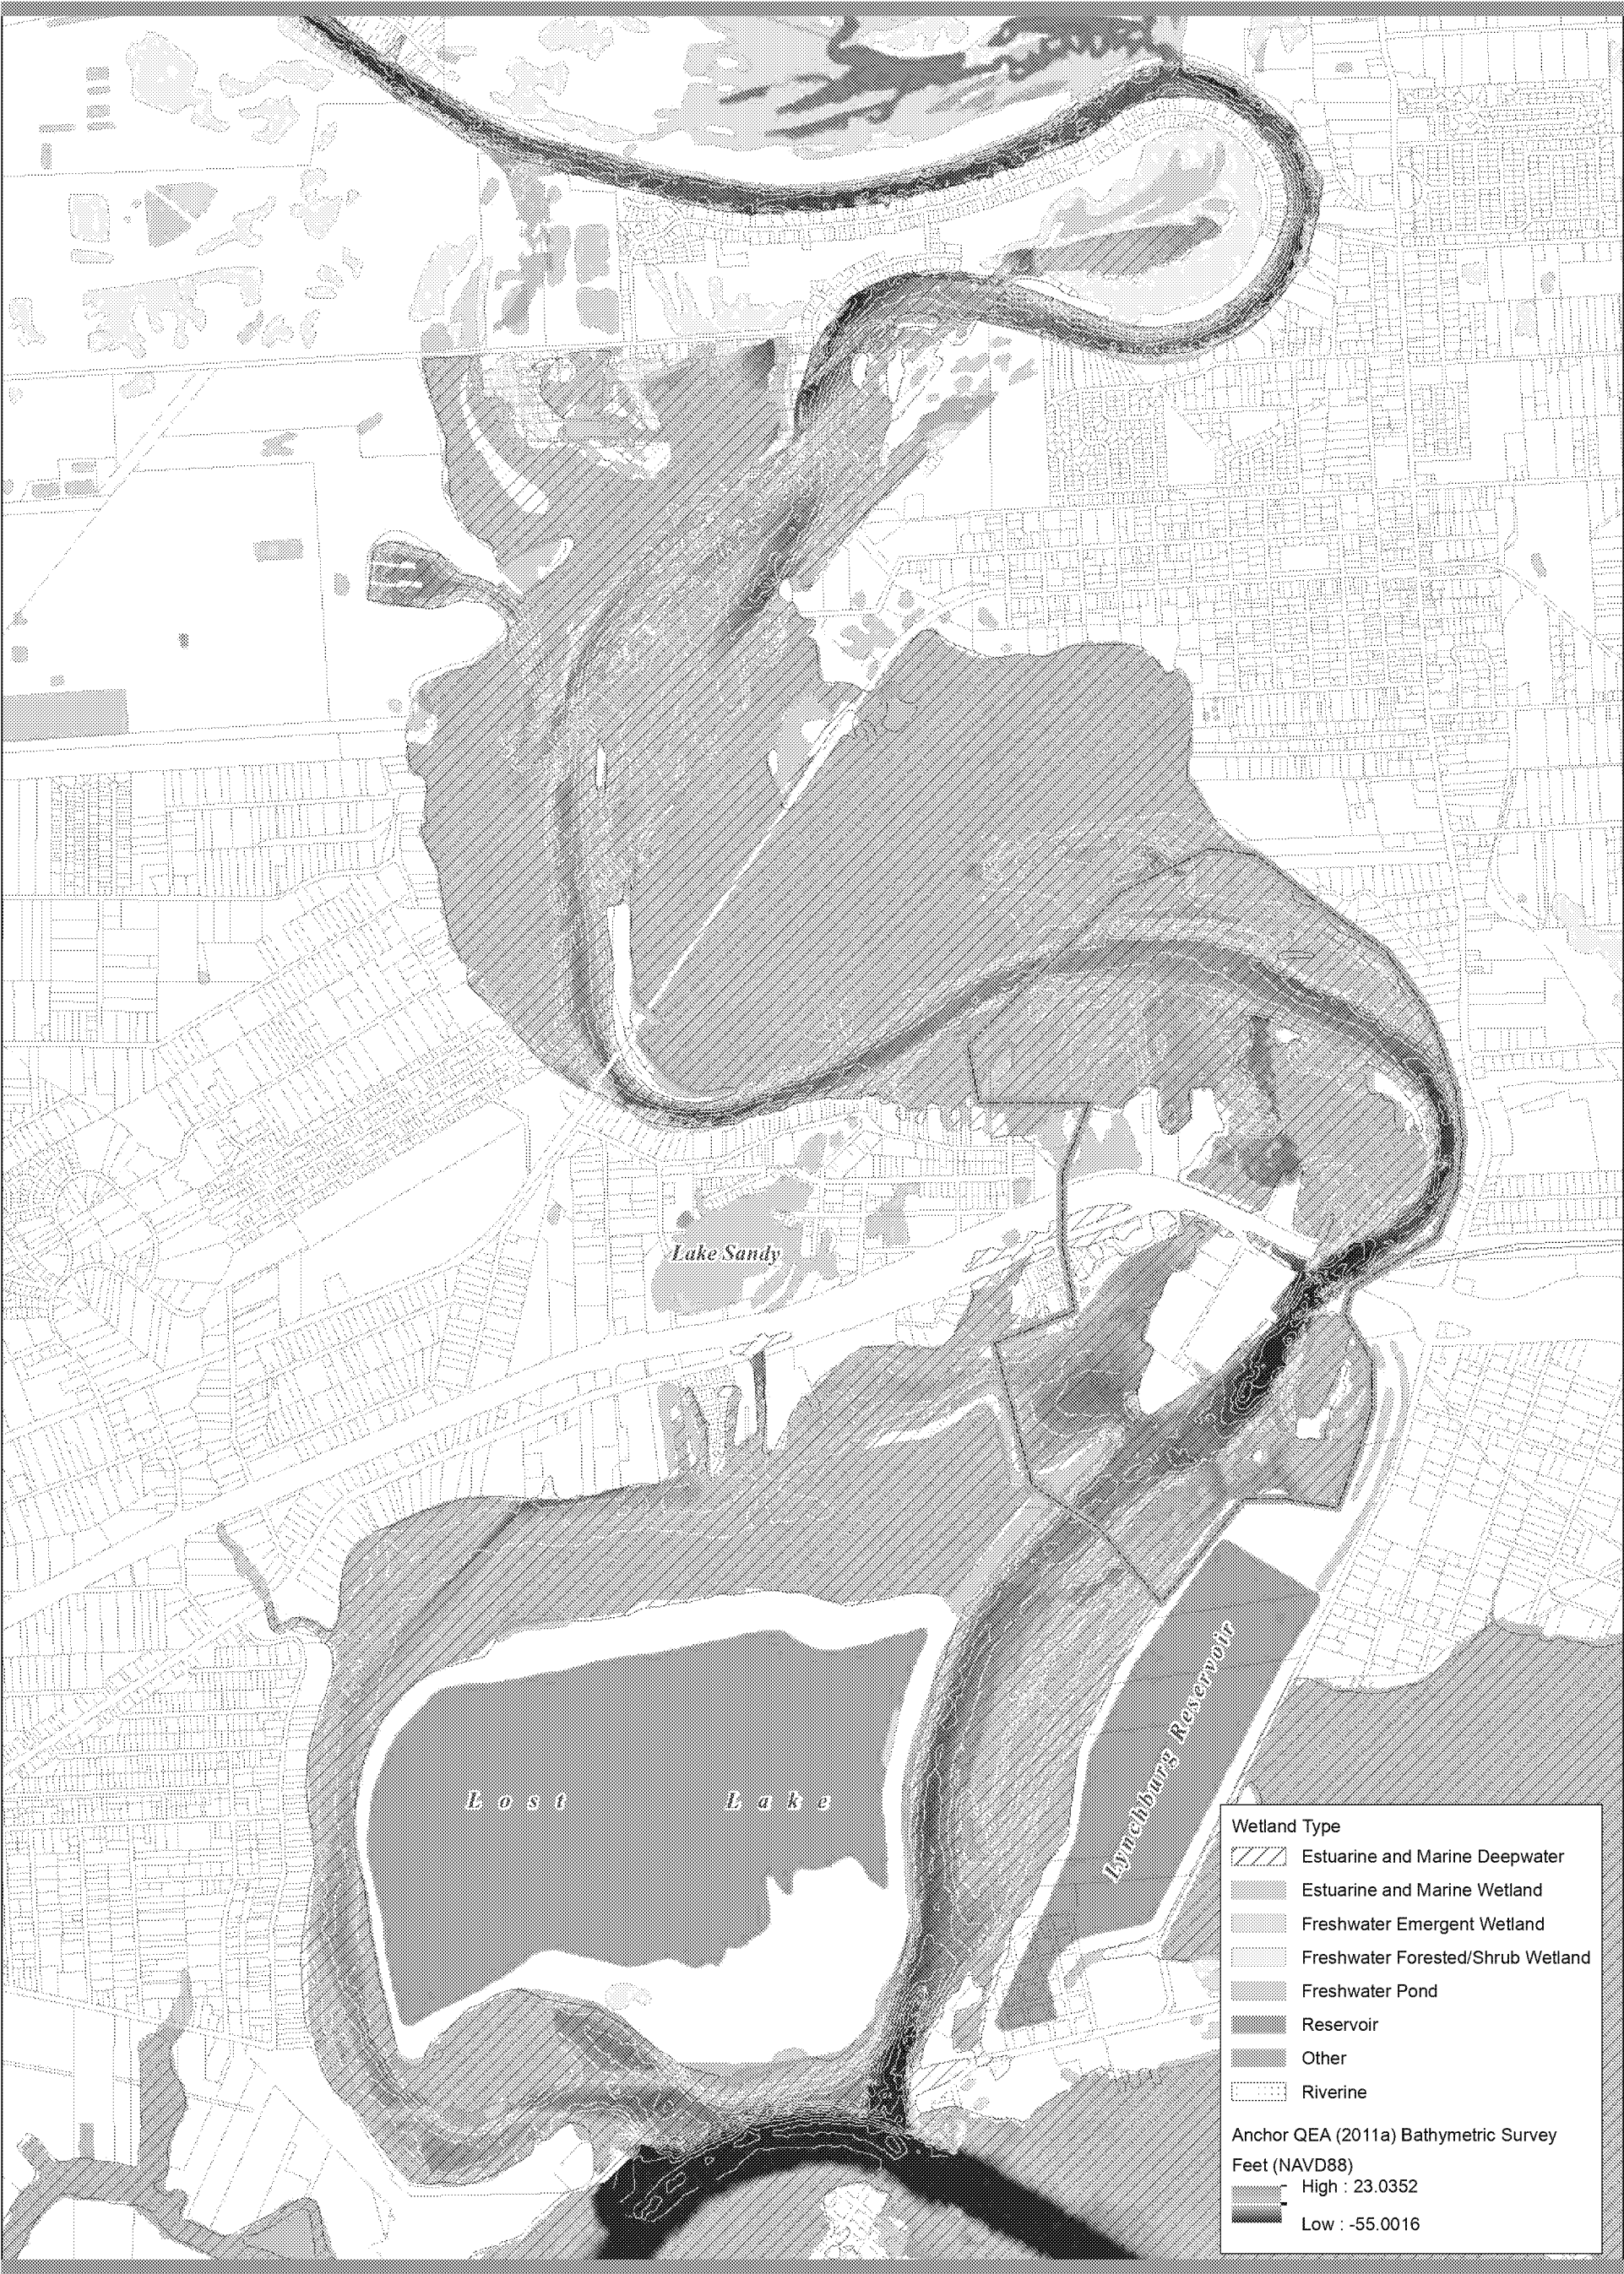 Lake Sandy
Lost Lake
Lynchburg Reservoir
Wetland Type
Estuarine and Marine Deepwater
Estuarine and Marine Wetland
Freshwater Emergent Wetland
Freshwater Forested/Shrub Wetland
Freshwater Pond
Reservoir
Other
Riverine
Anchor QEA (2011a) Bathymetric Survey
Feet (NAVD88)
High : 23.0352
Low : -55.0016